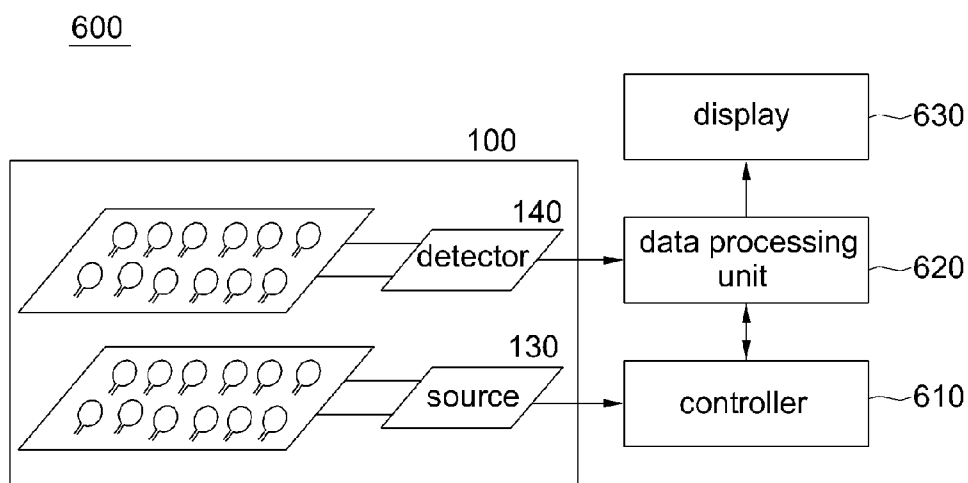 600
display
630
100
140
detector
data processing
unit
620
130
source
controller
610